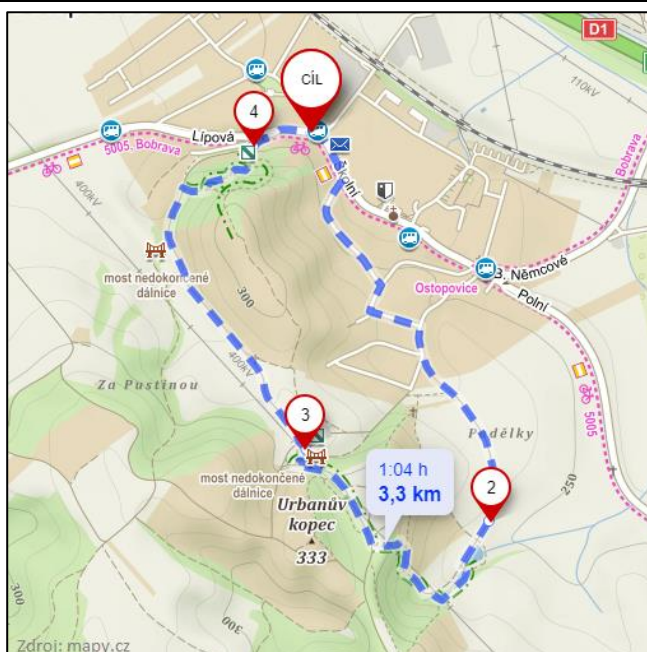 D1
110kV
CÍL
4
Lípová
5005, Bobrava
Školní
400kV
Bobrava
B. Němcové
Ostopovice
Polní
most nedokončené
dálnice
300
400kV
Za Pustinou
5005
3
Padělky
1:04 h
3,3 km
2
250
most nedokončené
dálnice
Urbanův
kopec
333
300
300
Zdroj: mapy.cz